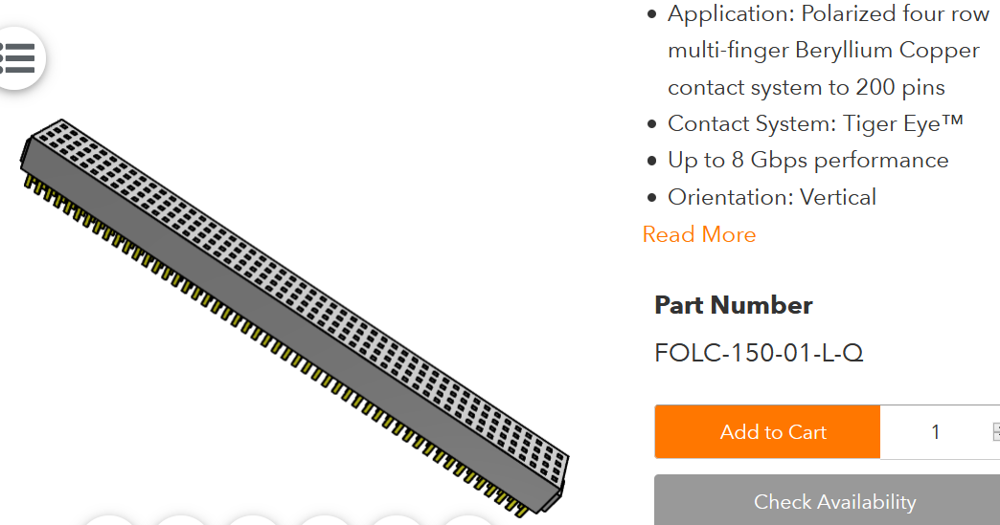 • Application: Polarized four row
multi-finger Beryllium Copper
contact system to 200 pins
• Contact System: Tiger Eye™
• Up to 8 Gbps performance
• Orientation: Vertical
Read More
Part Number
FOLC-150-01-L-Q
Add to Cart
1
Check Availability